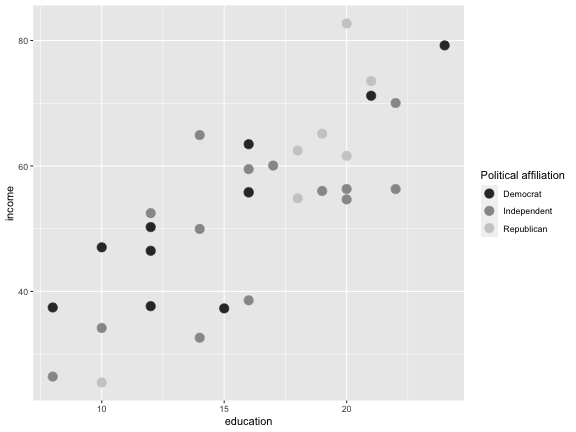 80
60
40
income
10
15
20
education
Political affiliation
Democrat
Independent
Republican